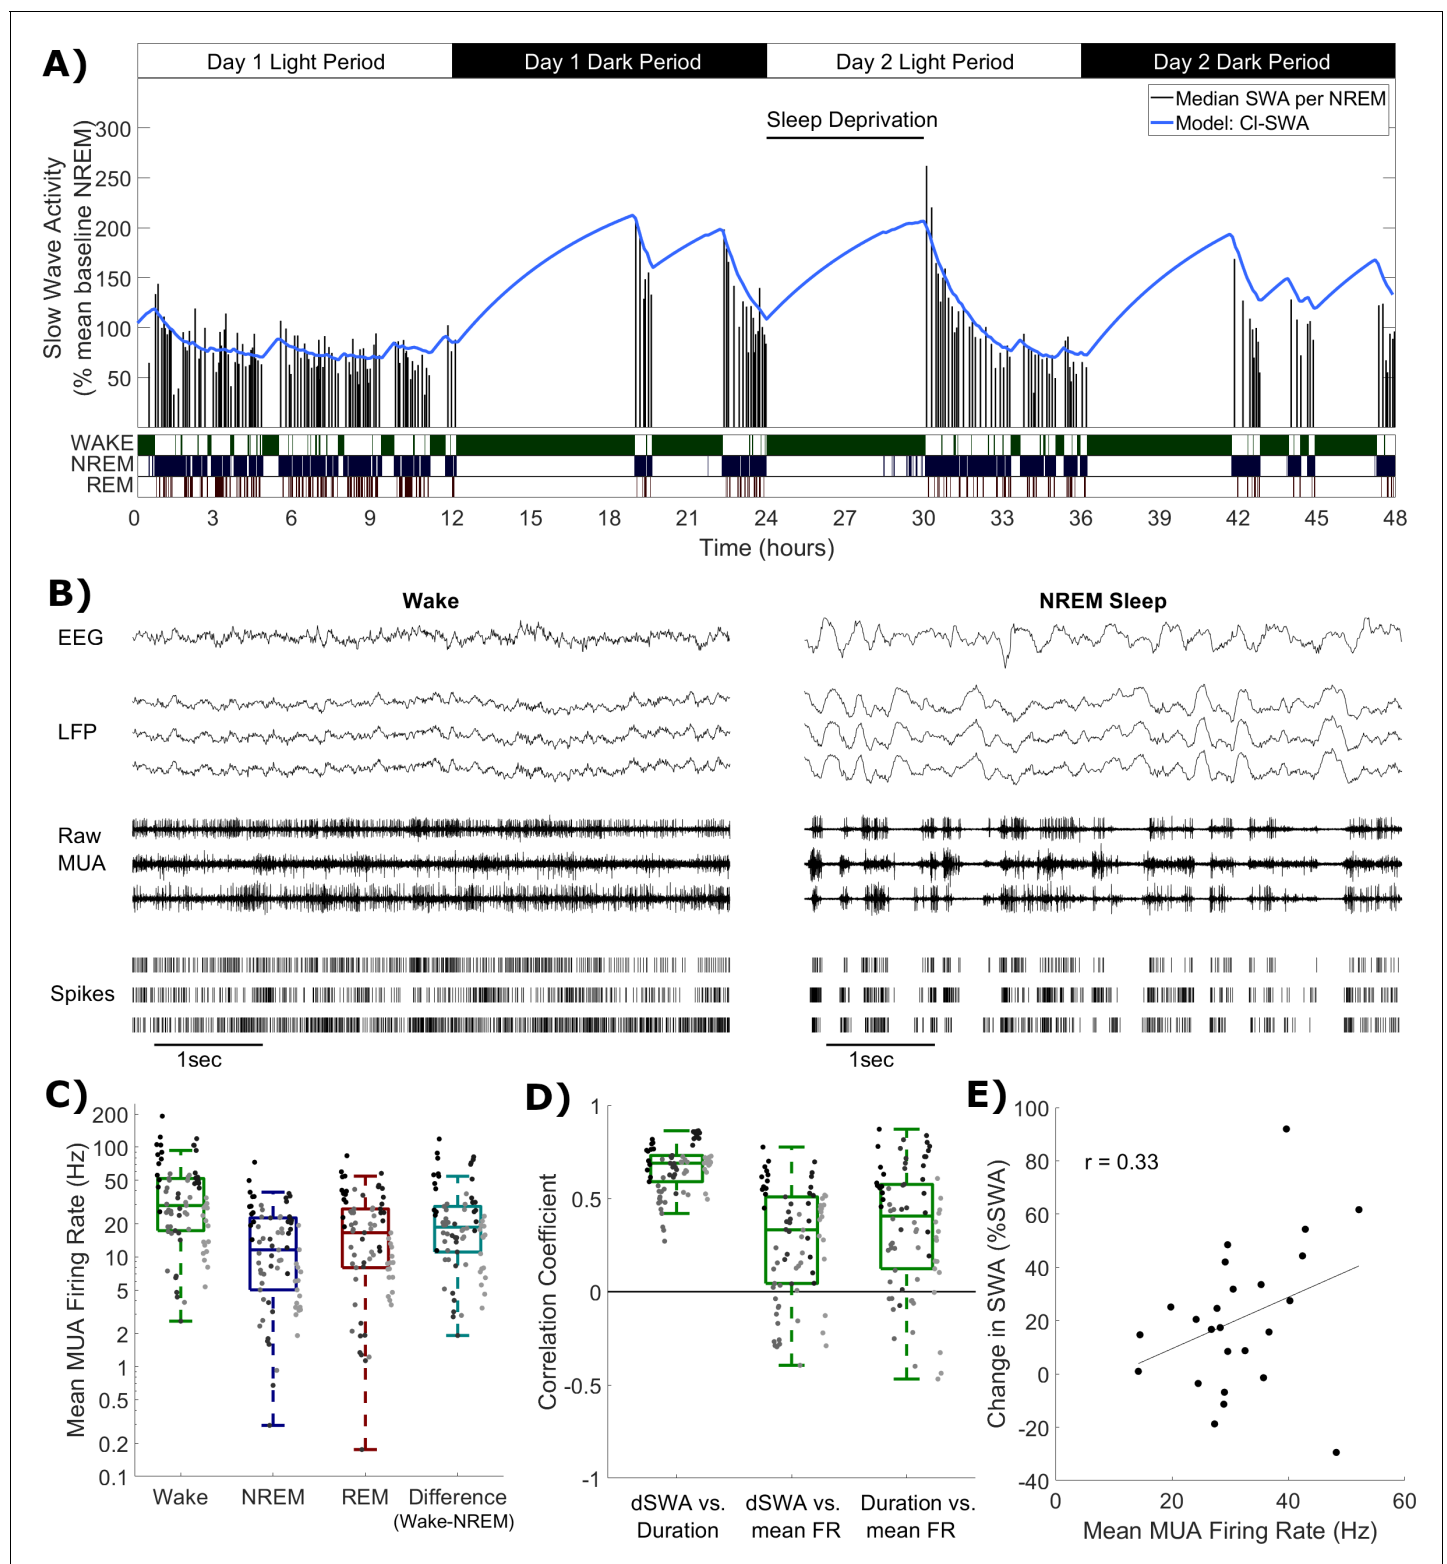 A)
Day 1 Light Period
Day 1 Dark Period
Day 2 Light Period
Day 2 Dark Period
Median SWA per NREM
Model: Cl-SWA
Sleep Deprivation
Slow Wave Activity
(% mean baseline NREM)
300
250
200
150
100
50
WAKE
NREM
REM
0 3 6 9 12 15 18 21 24 27 30 33 36 39 42 45 48
Time (hours)
B)
Wake
NREM Sleep
EEG
LFP
Raw
MUA
Spikes
1sec
1sec
C)
Mean MUA Firing Rate (Hz)
200
100
50
20
10
5
2
1
0.5
0.2
0.1
Wake
NREM
REM
Difference
(Wake-NREM)
D)
Correlation Coefficient
1
0.5
0
-0.5
-1
dSWA vs.
Duration
dSWA vs.
mean FR
Duration vs.
mean FR
E)
Change in SWA (%SWA)
100
80
60
40
20
0
-20
-40
r = 0.33
0 20 40 60
Mean MUA Firing Rate (Hz)